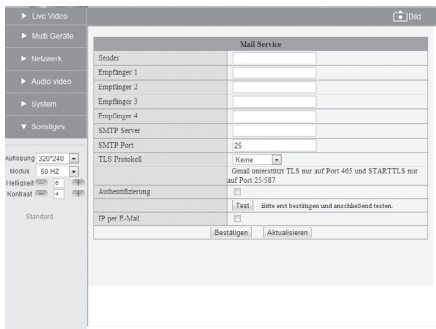 ▶ Live Video
Bild
▶ Multi Geräte
▶ Netzwerk
▶ Audio video
▶ System
▼ Sonstiges
Auflösung 320*240
Modus 50 HZ
Helligkeit 6
Kontrast 4
Standard
Mail Service
Sender
Empfänger 1
Empfänger 2
Empfänger 3
Empfänger 4
SMTP Server
SMTP Port 25
TLS Protokoll Keine
Gmail unterstützt TLS nur auf Port 465 und STARTTLS nur
auf Port 25/587
Authentifizierung
Test Bitte erst bestätigen und anschließend testen.
IP per E-Mail
Bestätigen Aktualisieren